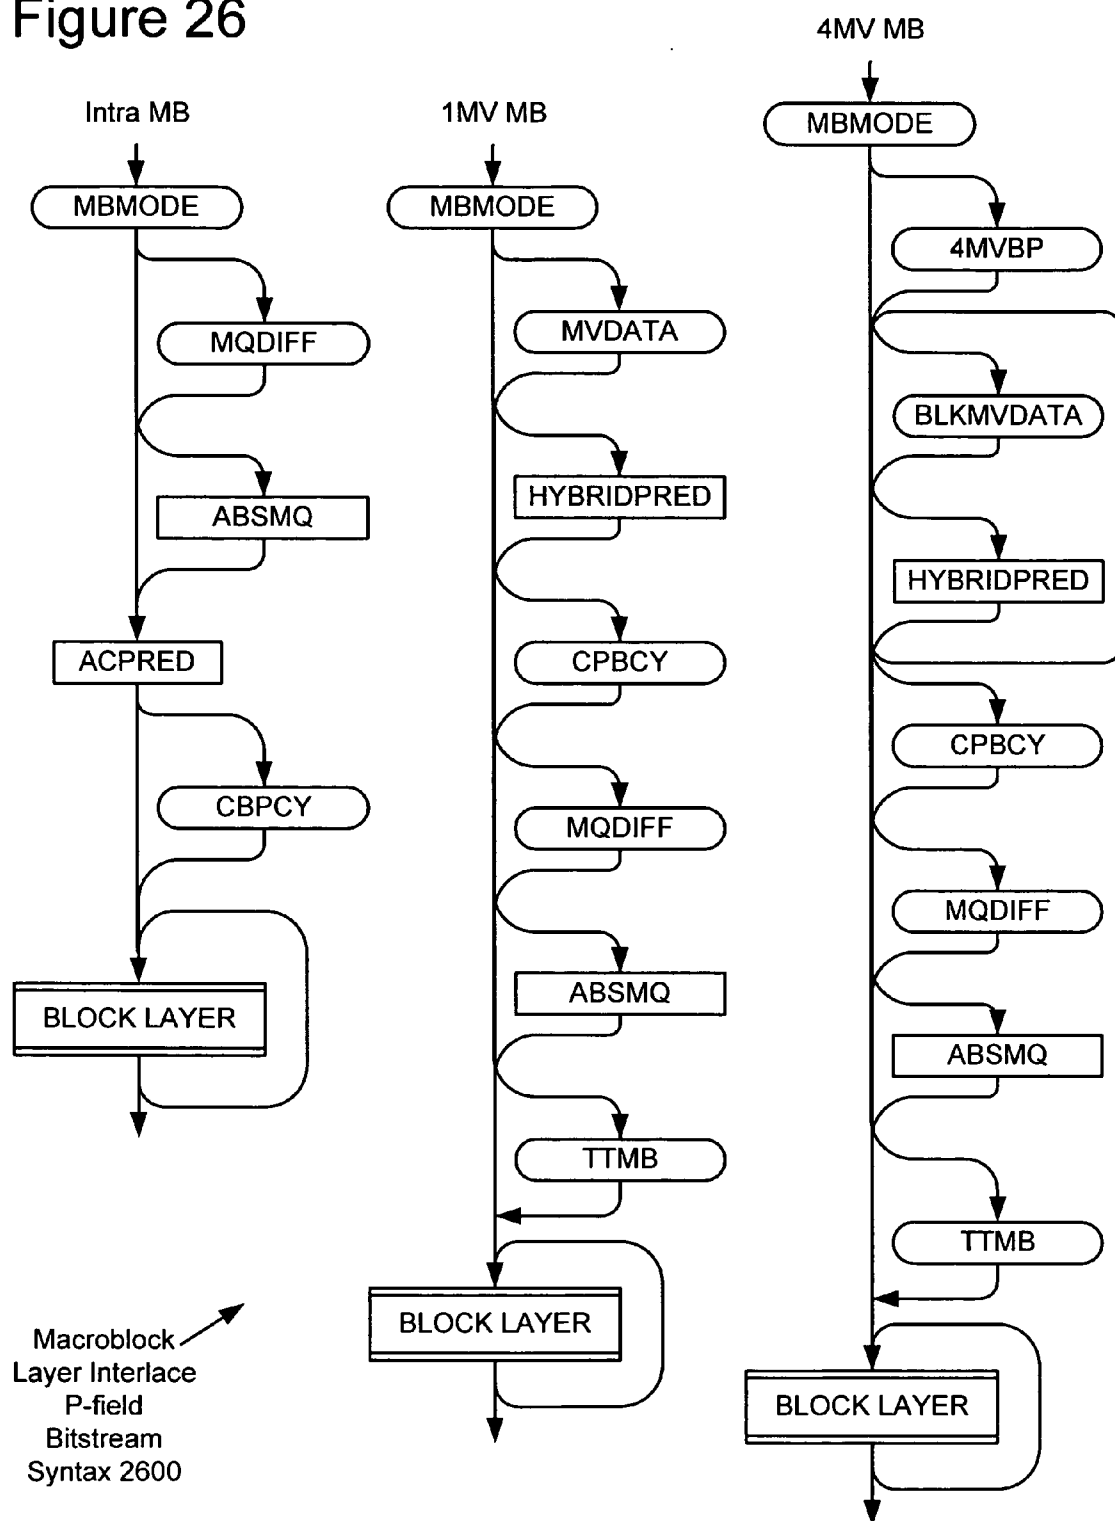 Figure 26
Intra MB
MBMODE
MQDIFF
ABSMQ
ACPRED
CBPCY
BLOCK LAYER
1MV MB
MBMODE
MVDATA
HYBRIDPRED
CPBCY
MQDIFF
ABSMQ
TTMB
BLOCK LAYER
4MV MB
MBMODE
4MVBP
BLKMVDATA
HYBRIDPRED
CPBCY
MQDIFF
ABSMQ
TTMB
BLOCK LAYER
Macroblock
Layer Interlace
P-field
Bitstream
Syntax 2600